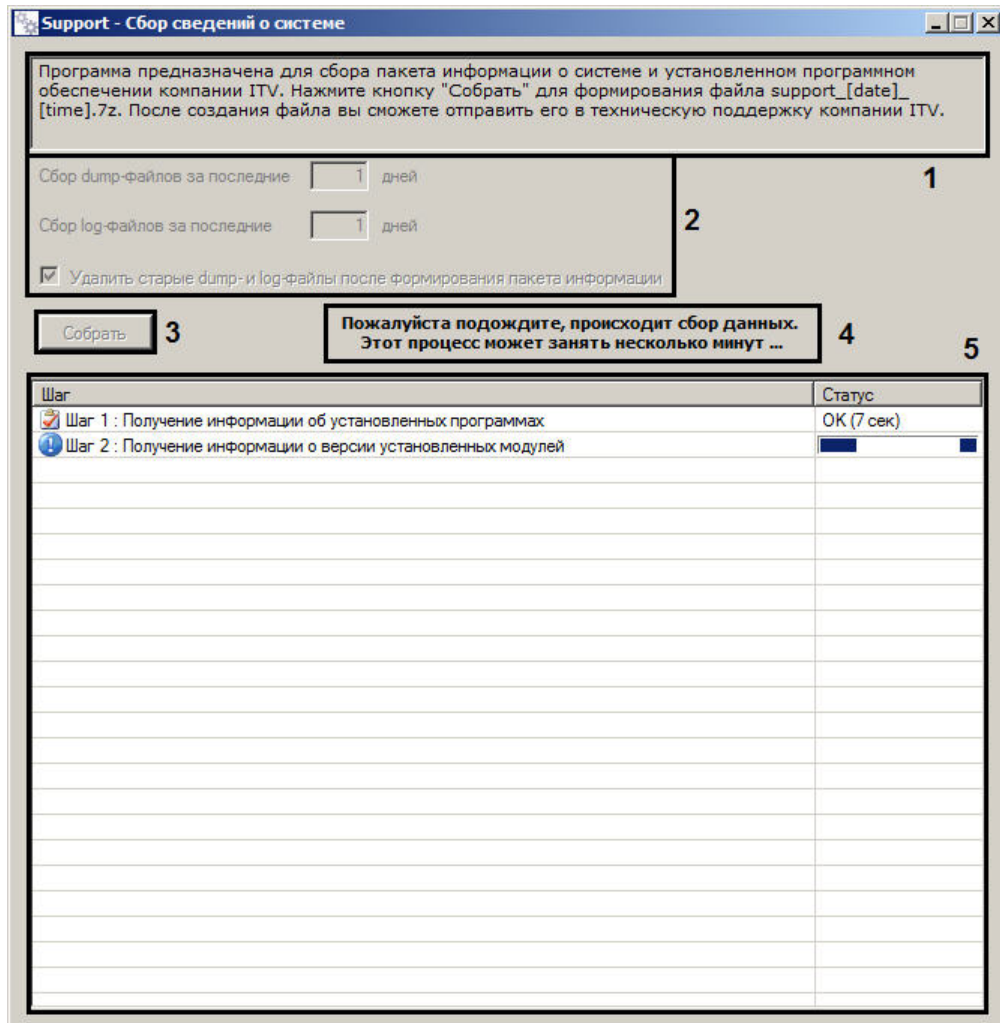 Support - Сбор сведений о системе
Программа предназначена для сбора пакета информации о системе и установленном программном
обеспечении компании ITV. Нажмите кнопку "Собрать" для формирования файла support_[date]_
[time].7z. После создания файла вы сможете отправить его в техническую поддержку компании ITV.
1
Сбор dump-файлов за последние 1 дней
2
Сбор log-файлов за последние 1 дней
Удалить старые dump- и log-файлы после формирования пакета информации
Собрать 3
Пожалуйста подождите, происходит сбор данных.
Этот процесс может занять несколько минут ...
4
5
Шаг Статус
Шаг 1 : Получение информации об установленных программах OK (7 сек)
Шаг 2 : Получение информации о версии установленных модулей